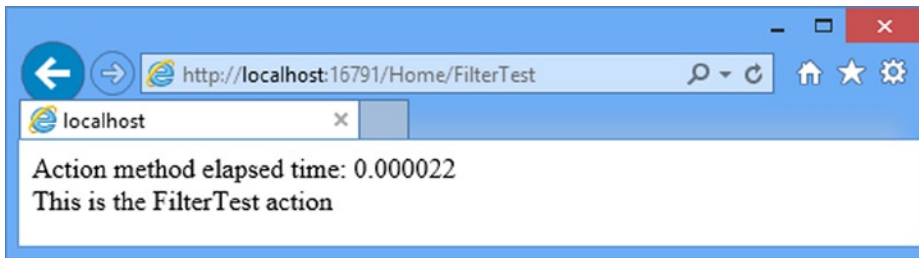 http://localhost:16791/Home/FilterTest
localhost
Action method elapsed time: 0.000022
This is the FilterTest action